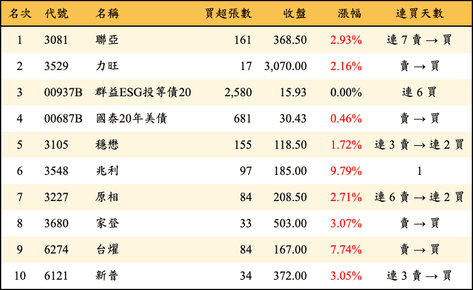 名次 代號 名稱 買超張數 收盤 漲幅 連買天數
1 3081 聯亞 161 368.50 2.93% 連 7 賣 → 買
2 3529 力旺 17 3,070.00 2.16% 賣 → 買
3 00937B 群益ESG投等債20 2,580 15.93 0.00% 連 6 買
4 00687B 國泰20年美債 681 30.43 0.46% 賣 → 買
5 3105 穩懋 155 118.50 1.72% 連 3 賣 → 連 2 買
6 3548 兆利 97 185.00 9.79% 1
7 3227 原相 84 208.50 2.71% 連 6 賣 → 連 2 買
8 3680 家登 33 503.00 3.07% 賣 → 買
9 6274 台燿 84 167.00 7.74% 賣 → 買
10 6121 新普 34 372.00 3.05% 連 3 賣 → 買